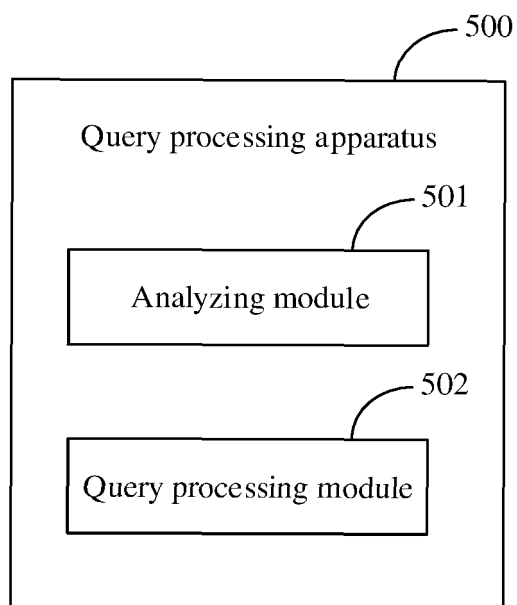 500
Query processing apparatus
501
Analyzing module
502
Query processing module